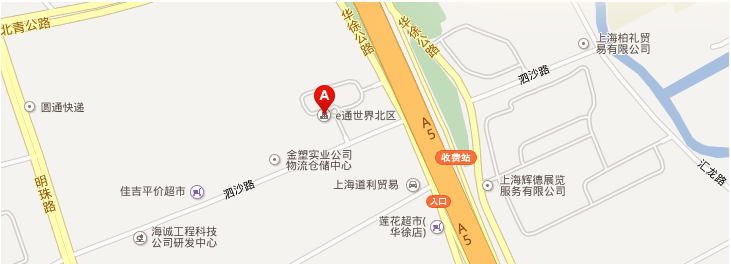 北青公路
华徐公路
华徐公路
上海柏礼贸
易有限公司
泗沙路
A
圆通快递
e通世界北区
A5
收费站
金塑实业公司
物流仓储中心
汇龙路
明珠路
佳吉平价超市
泗沙路
上海道利贸易
上海辉德展览
服务有限公司
入口
莲花超市(
华徐店)
A5
海诚工程科技
公司研发中心